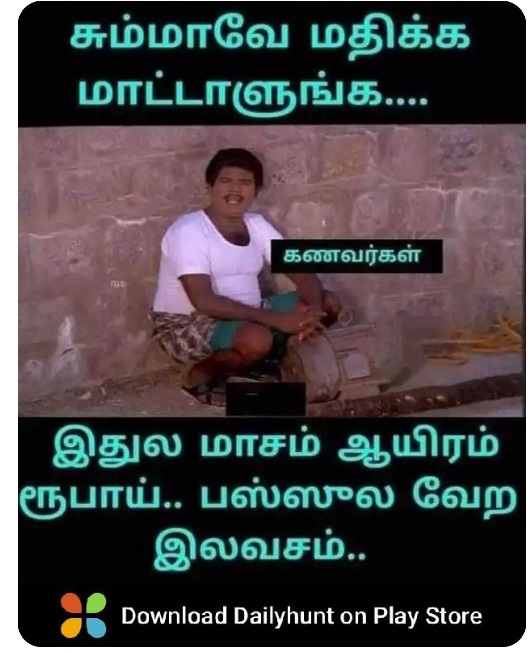 சும்மாவே மதிக்க
மாட்டாளுங்க....
கணவர்கள்
இதுல மாசம் ஆயிரம்
ரூபாய்.. பஸ்ஸுல வேற
இலவசம்..
Download Dailyhunt on Play Store